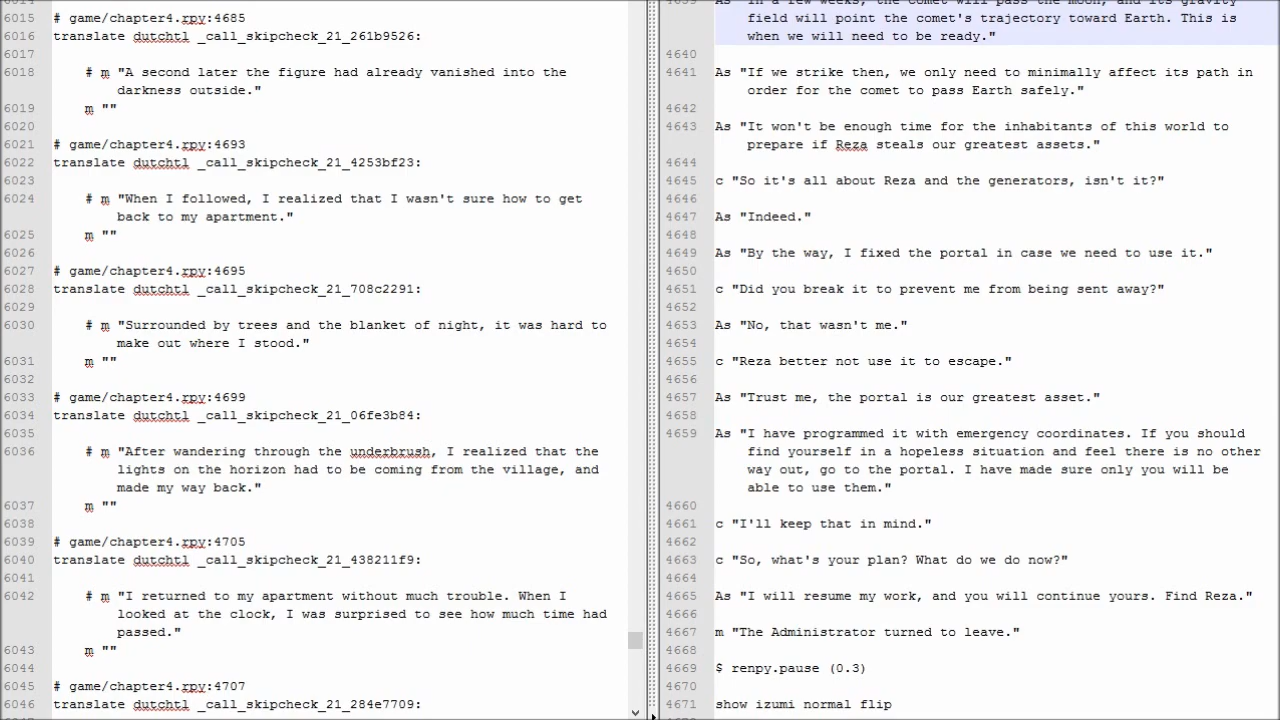 6015 # game/chapter4.rpy:4685
6016 translate dutchtl _call_skipcheck_21_261b9526:
6017
6018 # m "A second later the figure had already vanished into the
darkness outside."
6019 m ""
6020
6021 # game/chapter4.rpy:4693
6022 translate dutchtl _call_skipcheck_21_4253bf23:
6023
6024 # m "When I followed, I realized that I wasn't sure how to get
back to my apartment."
6025 m ""
6026
6027 # game/chapter4.rpy:4695
6028 translate dutchtl _call_skipcheck_21_708c2291:
6029
6030 # m "Surrounded by trees and the blanket of night, it was hard to
make out where I stood."
6031 m ""
6032
6033 # game/chapter4.rpy:4699
6034 translate dutchtl _call_skipcheck_21_06fe3b84:
6035
6036 # m "After wandering through the underbrush, I realized that the
lights on the horizon had to be coming from the village, and
made my way back."
6037 m ""
6038
6039 # game/chapter4.rpy:4705
6040 translate dutchtl _call_skipcheck_21_438211f9:
6041
6042 # m "I returned to my apartment without much trouble. When I
looked at the clock, I was surprised to see how much time had
passed."
6043 m ""
6044
6045 # game/chapter4.rpy:4707
6046 translate dutchtl _call_skipcheck_21_284e7709:
4639 As "In a few weeks, the comet will pass the moon, and its gravity
field will point the comet's trajectory toward Earth. This is
when we will need to be ready."
4640
4641 As "If we strike then, we only need to minimally affect its path in
order for the comet to pass Earth safely."
4642
4643 As "It won't be enough time for the inhabitants of this world to
prepare if Reza steals our greatest assets."
4644
4645 c "So it's all about Reza and the generators, isn't it?"
4646
4647 As "Indeed."
4648
4649 As "By the way, I fixed the portal in case we need to use it."
4650
4651 c "Did you break it to prevent me from being sent away?"
4652
4653 As "No, that wasn't me."
4654
4655 c "Reza better not use it to escape."
4656
4657 As "Trust me, the portal is our greatest asset."
4658
4659 As "I have programmed it with emergency coordinates. If you should
find yourself in a hopeless situation and feel there is no other
way out, go to the portal. I have made sure only you will be
able to use them."
4660
4661 c "I'll keep that in mind."
4662
4663 c "So, what's your plan? What do we do now?"
4664
4665 As "I will resume my work, and you will continue yours. Find Reza."
4666
4667 m "The Administrator turned to leave."
4668
4669 $ renpy.pause (0.3)
4670
4671 show izumi normal flip